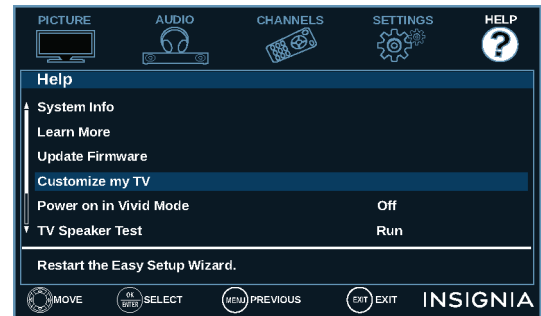 PICTURE AUDIO CHANNELS SETTINGS HELP
?
Help
System Info
Learn More
Update Firmware
Customize my TV
Power on in Vivid Mode Off
TV Speaker Test Run
Restart the Easy Setup Wizard.
MOVE OK ENTER SELECT MENU PREVIOUS EXIT EXIT INSIGNIA